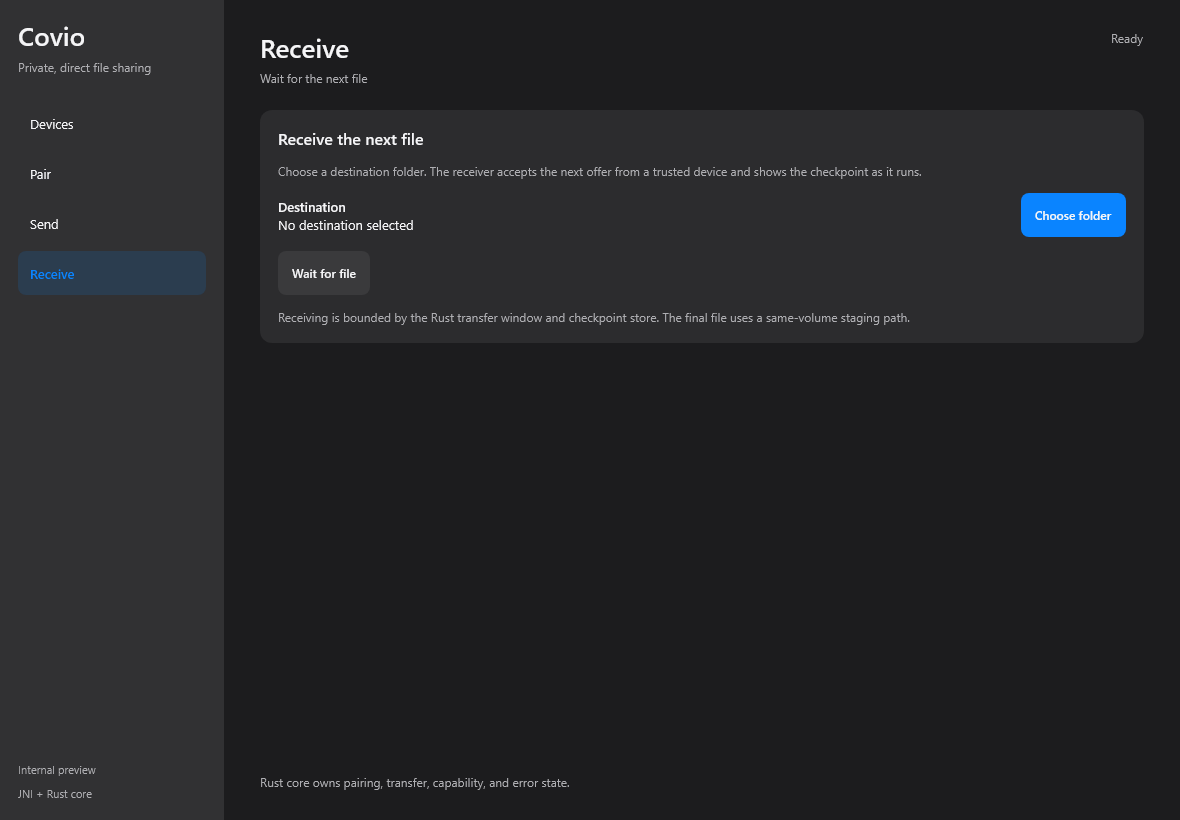 Covio
Private, direct file sharing
Devices
Pair
Send
Receive
Internal preview
JNI + Rust core
Receive
Wait for the next file
Ready
Receive the next file
Choose a destination folder. The receiver accepts the next offer from a trusted device and shows the checkpoint as it runs.
Destination
No destination selected
Choose folder
Wait for file
Receiving is bounded by the Rust transfer window and checkpoint store. The final file uses a same-volume staging path.
Rust core owns pairing, transfer, capability, and error state.